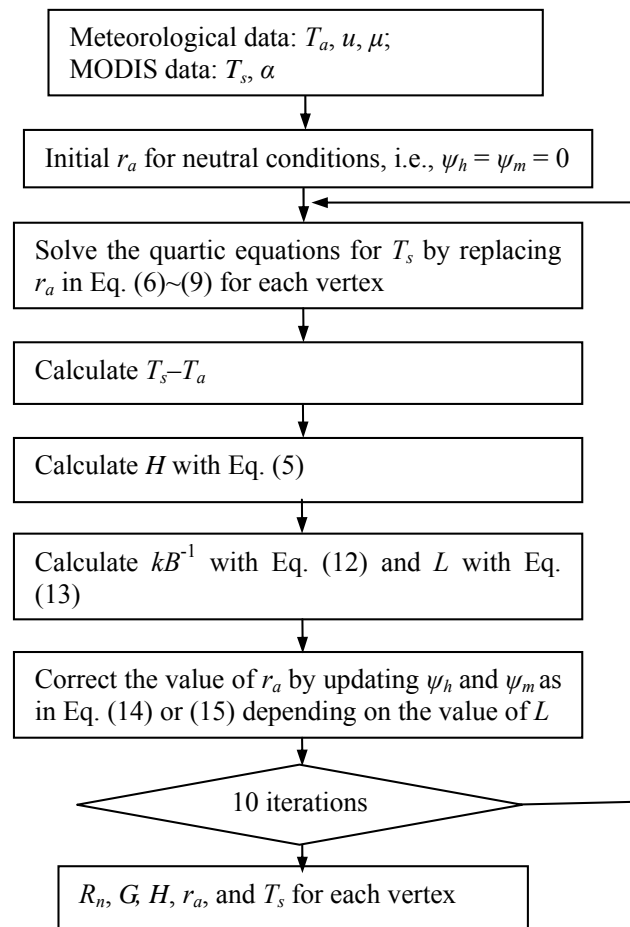 Meteorological data: Tₐ, u, μ;
MODIS data: Tₛ, α
Initial rₐ for neutral conditions, i.e., ψₕ = ψₘ = 0
Solve the quartic equations for Tₛ by replacing
rₐ in Eq. (6)~(9) for each vertex
Calculate Tₛ–Tₐ
Calculate H with Eq. (5)
Calculate kB⁻¹ with Eq. (12) and L with Eq.
(13)
Correct the value of rₐ by updating ψₕ and ψₘ as
in Eq. (14) or (15) depending on the value of L
10 iterations
Rₙ, G, H, rₐ, and Tₛ for each vertex